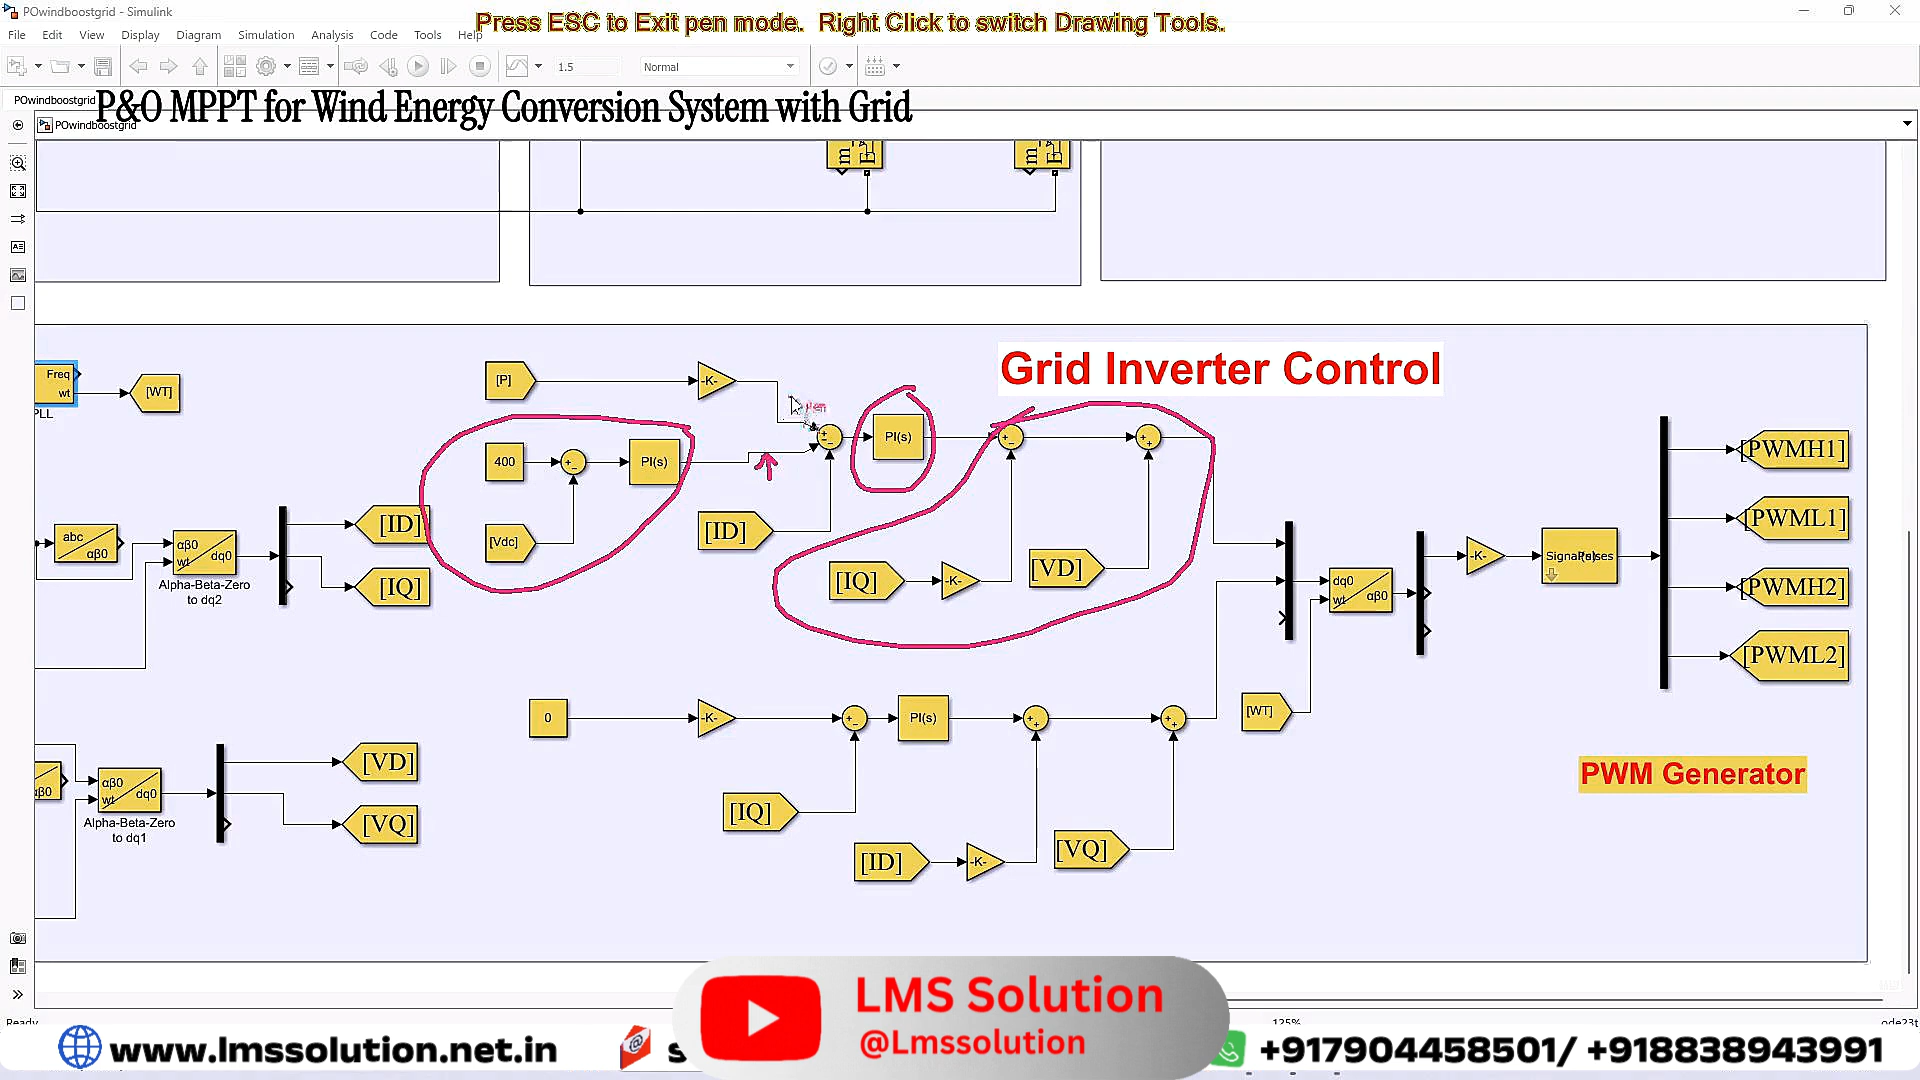 POwindboostgrid - Simulink
Press ESC to Exit pen mode. Right Click to switch Drawing Tools.
File Edit View Display Diagram Simulation Analysis Code Tools Help
1.5
Normal
POwindboostgrid
P&O MPPT for Wind Energy Conversion System with Grid
POwindboostgrid
m
m
Grid Inverter Control
Freq
wt
PLL
[WT]
[P]
-K-
Pen
400
PI(s)
PI(s)
[Vdc]
[ID]
[ID]
[IQ]
-K-
[VD]
abc
αβ0
αβ0
wt
dq0
Alpha-Beta-Zero
to dq2
[IQ]
dq0
wt
αβ0
-K-
[PWMH1]
[PWML1]
[PWMH2]
[PWML2]
0
-K-
PI(s)
[WT]
[IQ]
[ID]
-K-
[VQ]
αβ0
αβ0
wt
dq0
Alpha-Beta-Zero
to dq1
[VD]
[VQ]
PWM Generator
Ready
125%
ode23t
LMS Solution
@Lmssolution
www.lmssolution.net.in
+917904458501/ +918838943991